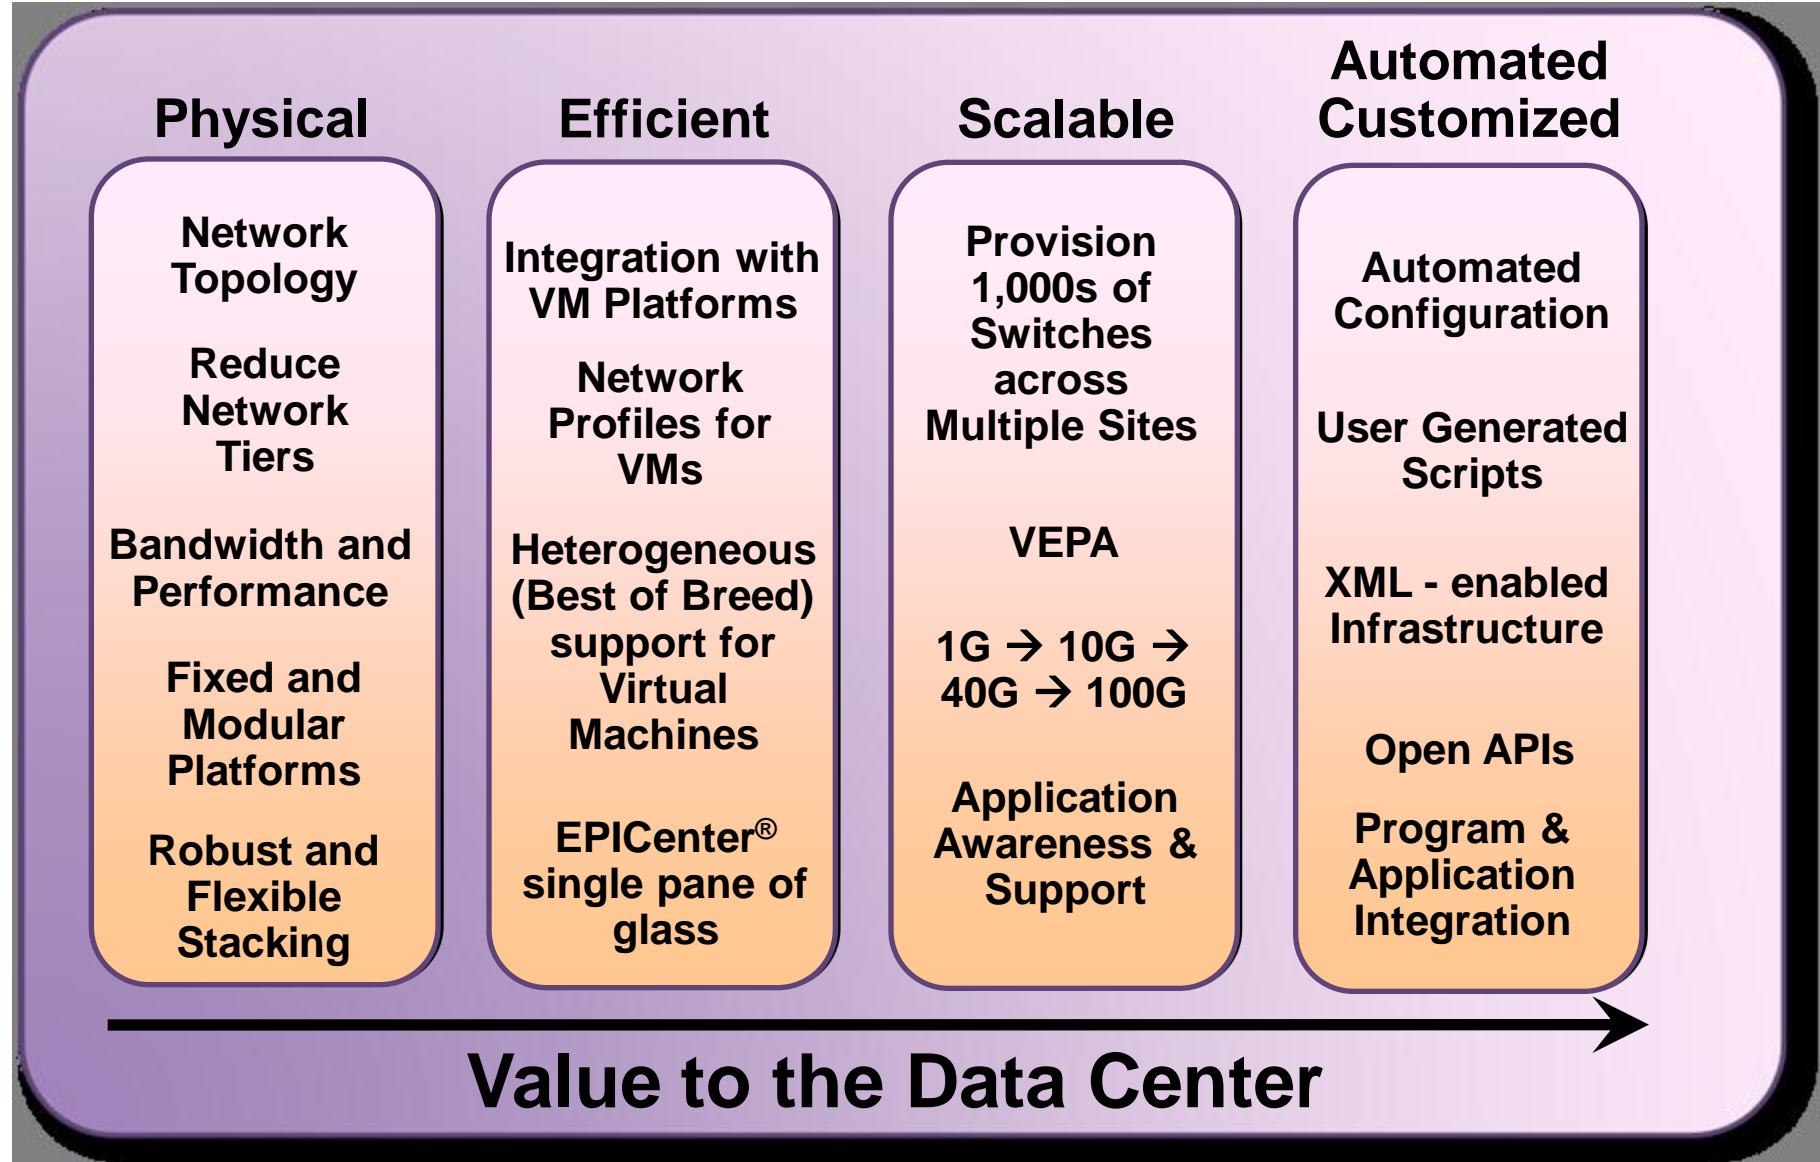 Physical
Network
Topology
Reduce
Network
Tiers
Bandwidth and
Performance
Fixed and
Modular
Platforms
Robust and
Flexible
Stacking
Efficient
Integration with
VM Platforms
Network
Profiles for
VMs
Heterogeneous
(Best of Breed)
support for
Virtual
Machines
EPICenter®
single pane of
glass
Scalable
Provision
1,000s of
Switches
across
Multiple Sites
VEPA
1G → 10G →
40G → 100G
Application
Awareness &
Support
Automated
Customized
Automated
Configuration
User Generated
Scripts
XML - enabled
Infrastructure
Open APIs
Program &
Application
Integration
Value to the Data Center